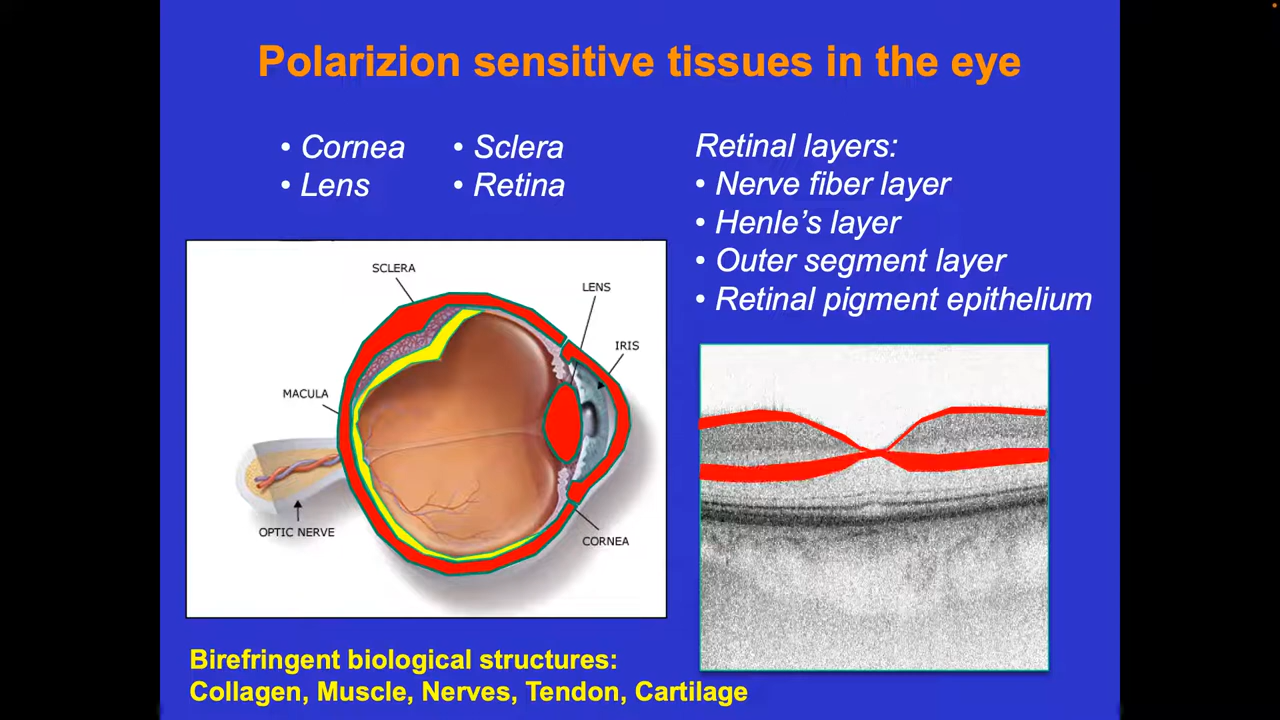 Polarizion sensitive tissues in the eye
• Cornea
• Lens
• Sclera
• Retina
Retinal layers:
• Nerve fiber layer
• Henle’s layer
• Outer segment layer
• Retinal pigment epithelium
SCLERA
LENS
IRIS
MACULA
OPTIC NERVE
CORNEA
Birefringent biological structures:
Collagen, Muscle, Nerves, Tendon, Cartilage